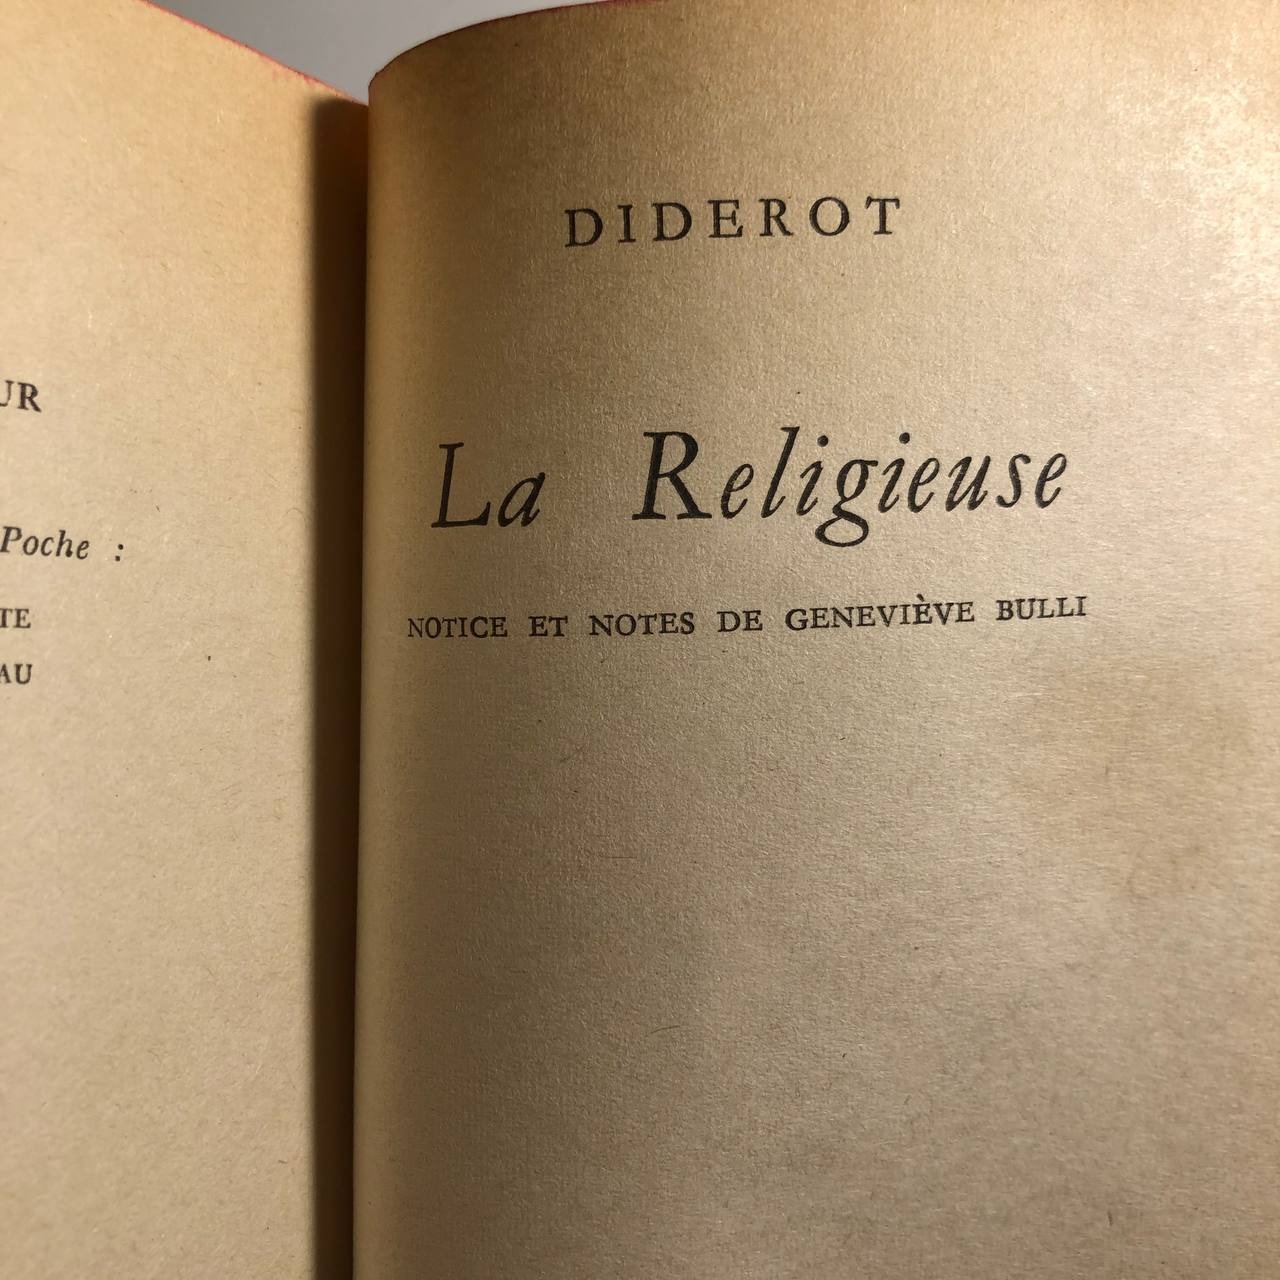 UR
Poche :
TE
AU
DIDEROT
La Religieuse
NOTICE ET NOTES DE GENEVIÈVE BULLI